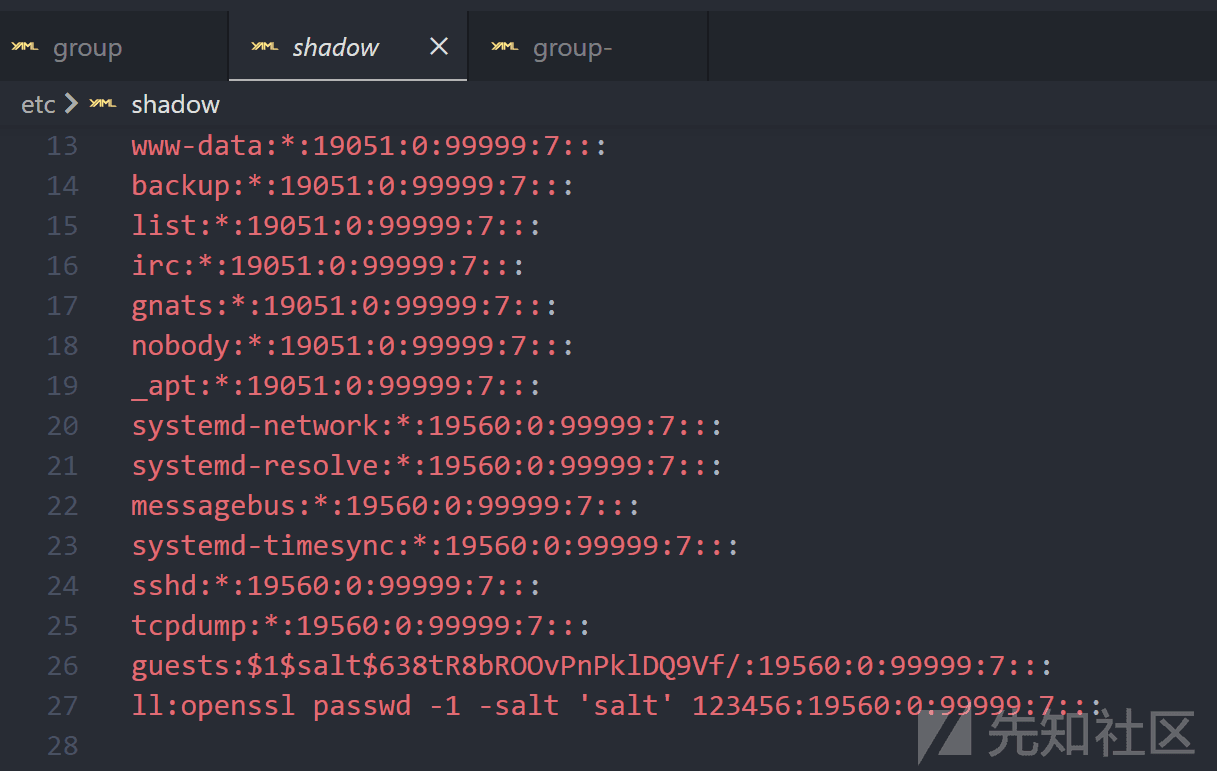 YAML group YAML shadow × YAML group-
etc > YAML shadow
13 www-data:*:19051:0:99999:7:::
14 backup:*:19051:0:99999:7:::
15 list:*:19051:0:99999:7:::
16 irc:*:19051:0:99999:7:::
17 gnats:*:19051:0:99999:7:::
18 nobody:*:19051:0:99999:7:::
19 _apt:*:19051:0:99999:7:::
20 systemd-network:*:19560:0:99999:7:::
21 systemd-resolve:*:19560:0:99999:7:::
22 messagebus:*:19560:0:99999:7:::
23 systemd-timesync:*:19560:0:99999:7:::
24 sshd:*:19560:0:99999:7:::
25 tcpdump:*:19560:0:99999:7:::
26 guests:$1$salt$638tR8bROOvPnPklDQ9Vf/:19560:0:99999:7:::
27 ll:openssl passwd -1 -salt 'salt' 123456:19560:0:99999:7:::
28
先知社区